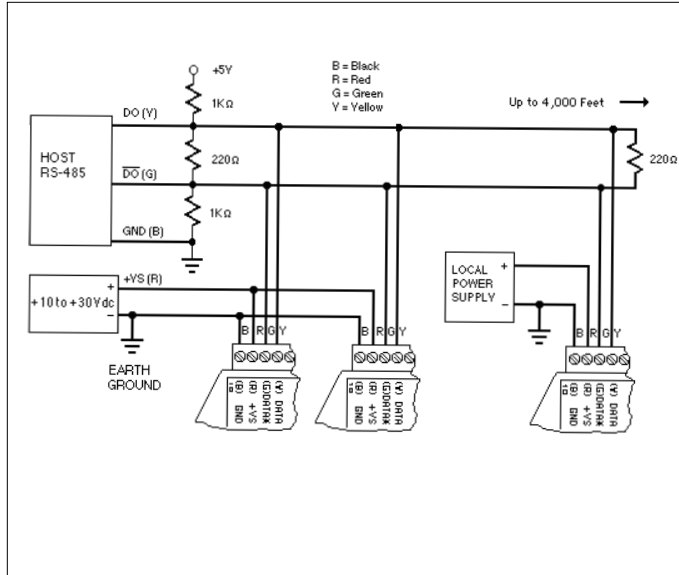 +5V
B = Black
R = Red
G = Green
Y = Yellow
1KΩ
Up to 4,000 Feet
DO (Y)
HOST
RS-485
220Ω
220Ω
DO (G)
1KΩ
GND (B)
+VS (R)
LOCAL
POWER
SUPPLY
+
−
+
+10 to +30Vdc
−
EARTH
GROUND
B R G Y
B R G Y
B R G Y
(Y) DATA
(G) DATA*
(R) +VS
(B) GND
(Y) DATA
(G) DATA*
(R) +VS
(B) GND
(Y) DATA
(G) DATA*
(R) +VS
(B) GND